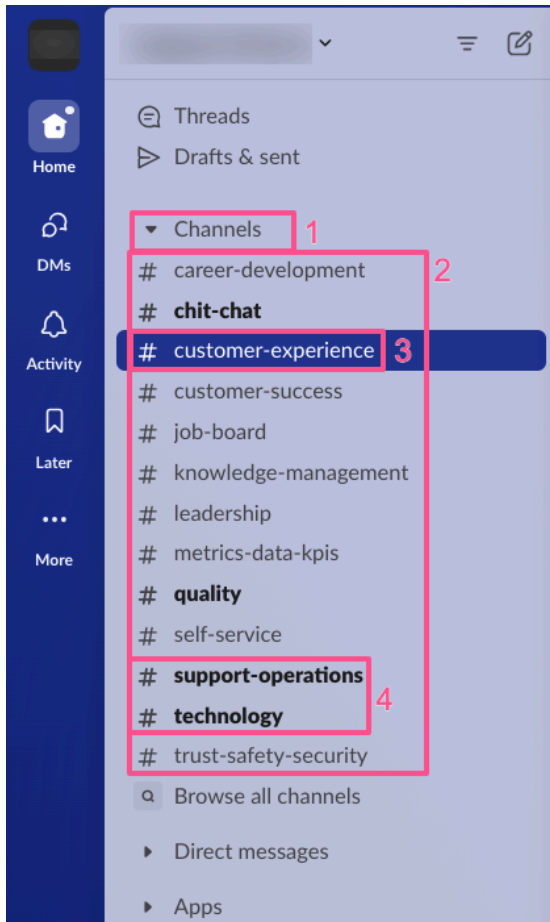 Home
DMs
Activity
Later
More
Threads
Drafts & sent
Channels 1
2
# career-development
# chit-chat
# customer-experience 3
# customer-success
# job-board
# knowledge-management
# leadership
# metrics-data-kpis
# quality
# self-service
# support-operations
4
# technology
# trust-safety-security
Browse all channels
Direct messages
Apps